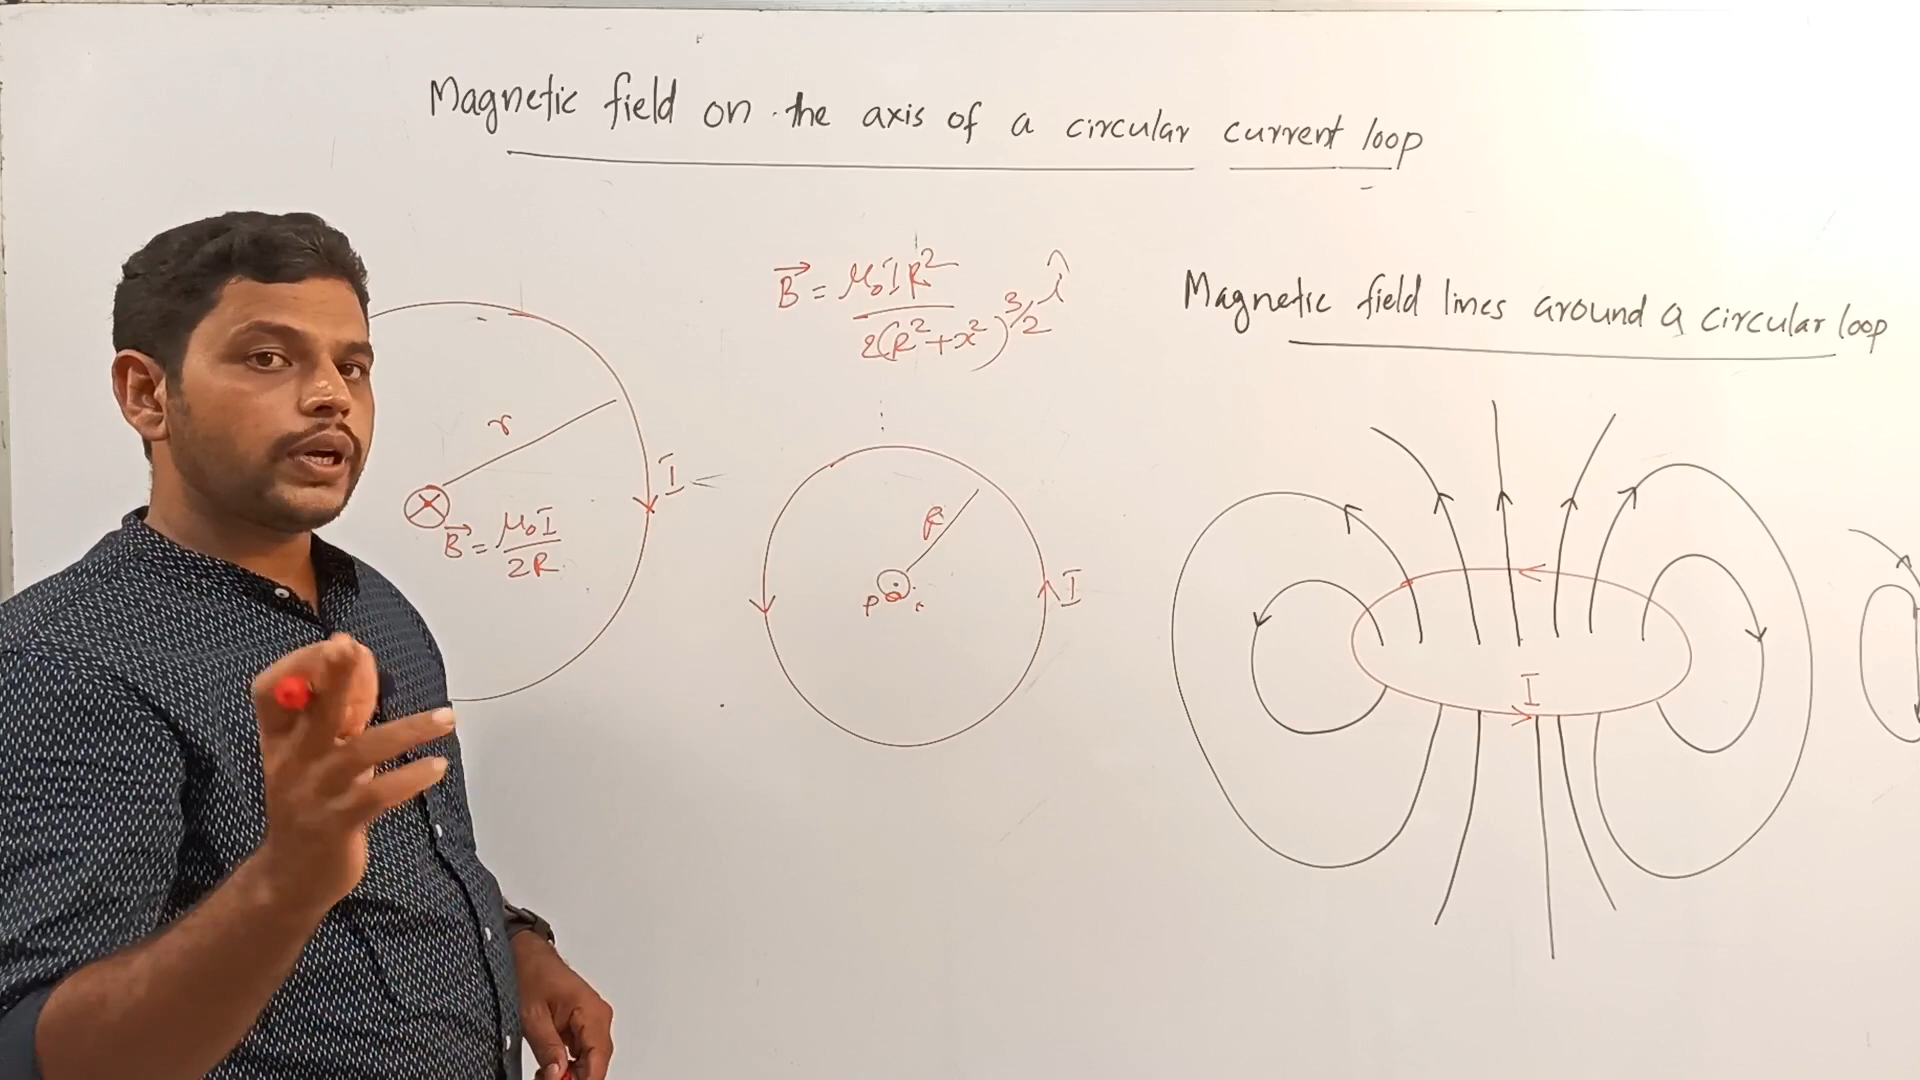 Magnetic field on the axis of a circular current loop
B⃗ = μ₀IR² / 2(R²+x²)^3/2 î
Magnetic field lines around a circular loop
r
I
B⃗ = μ₀I / 2R
R
P
I
I